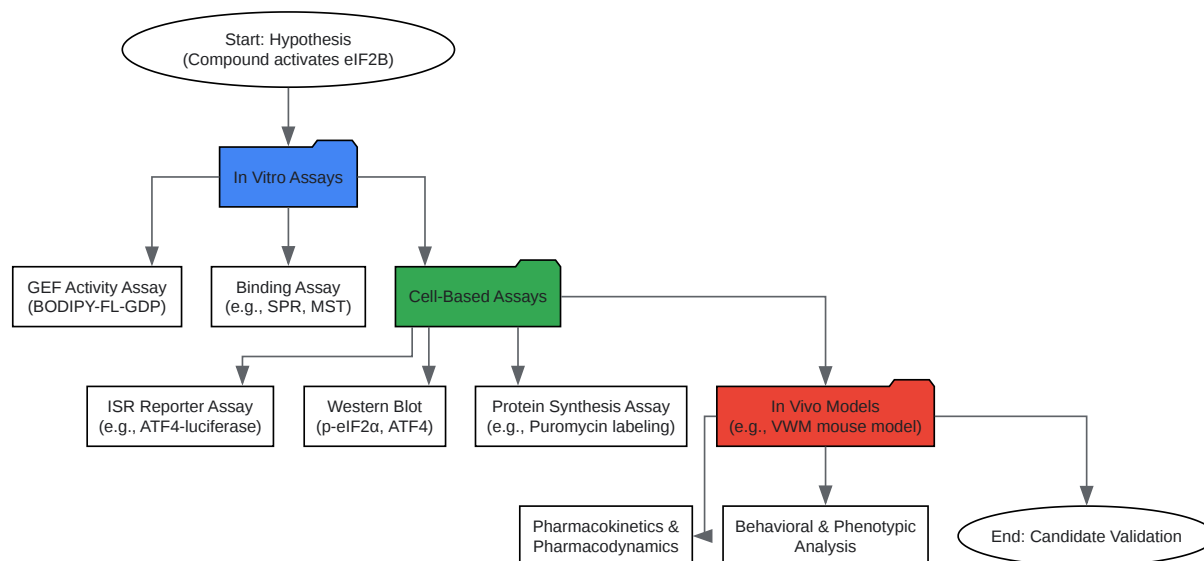 Start: Hypothesis
(Compound activates eIF2B)
In Vitro Assays
GEF Activity Assay
(BODIPY-FL-GDP)
Binding Assay
(e.g., SPR, MST)
Cell-Based Assays
ISR Reporter Assay
(e.g., ATF4-luciferase)
Western Blot
(p-eIF2α, ATF4)
Protein Synthesis Assay
(e.g., Puromycin labeling)
In Vivo Models
(e.g., VWM mouse model)
Pharmacokinetics &
Pharmacodynamics
Behavioral & Phenotypic
Analysis
End: Candidate Validation